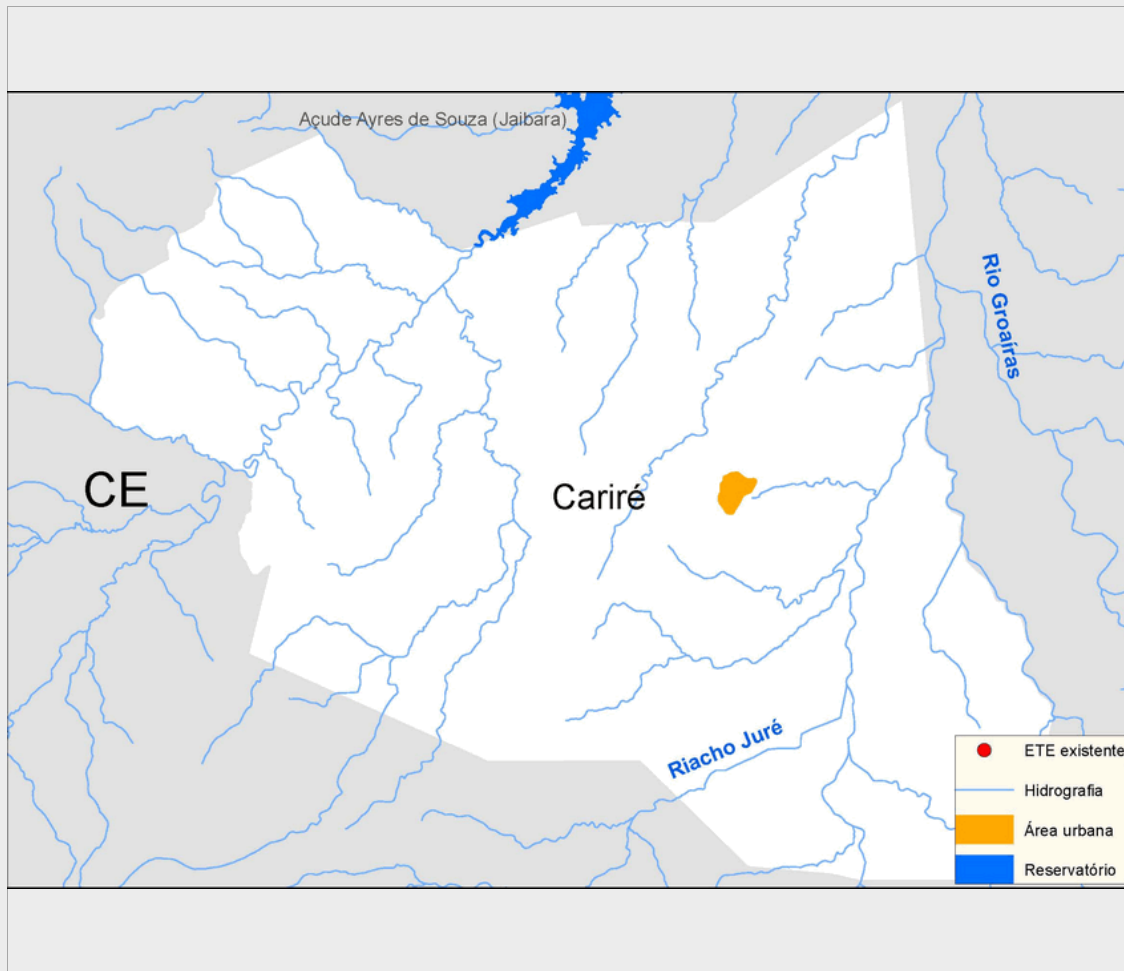 Açude Ayres de Souza (Jaibara)
Rio Groaíras
CE
Cariré
Riacho Juré
ETE existente
Hidrografia
Área urbana
Reservatório